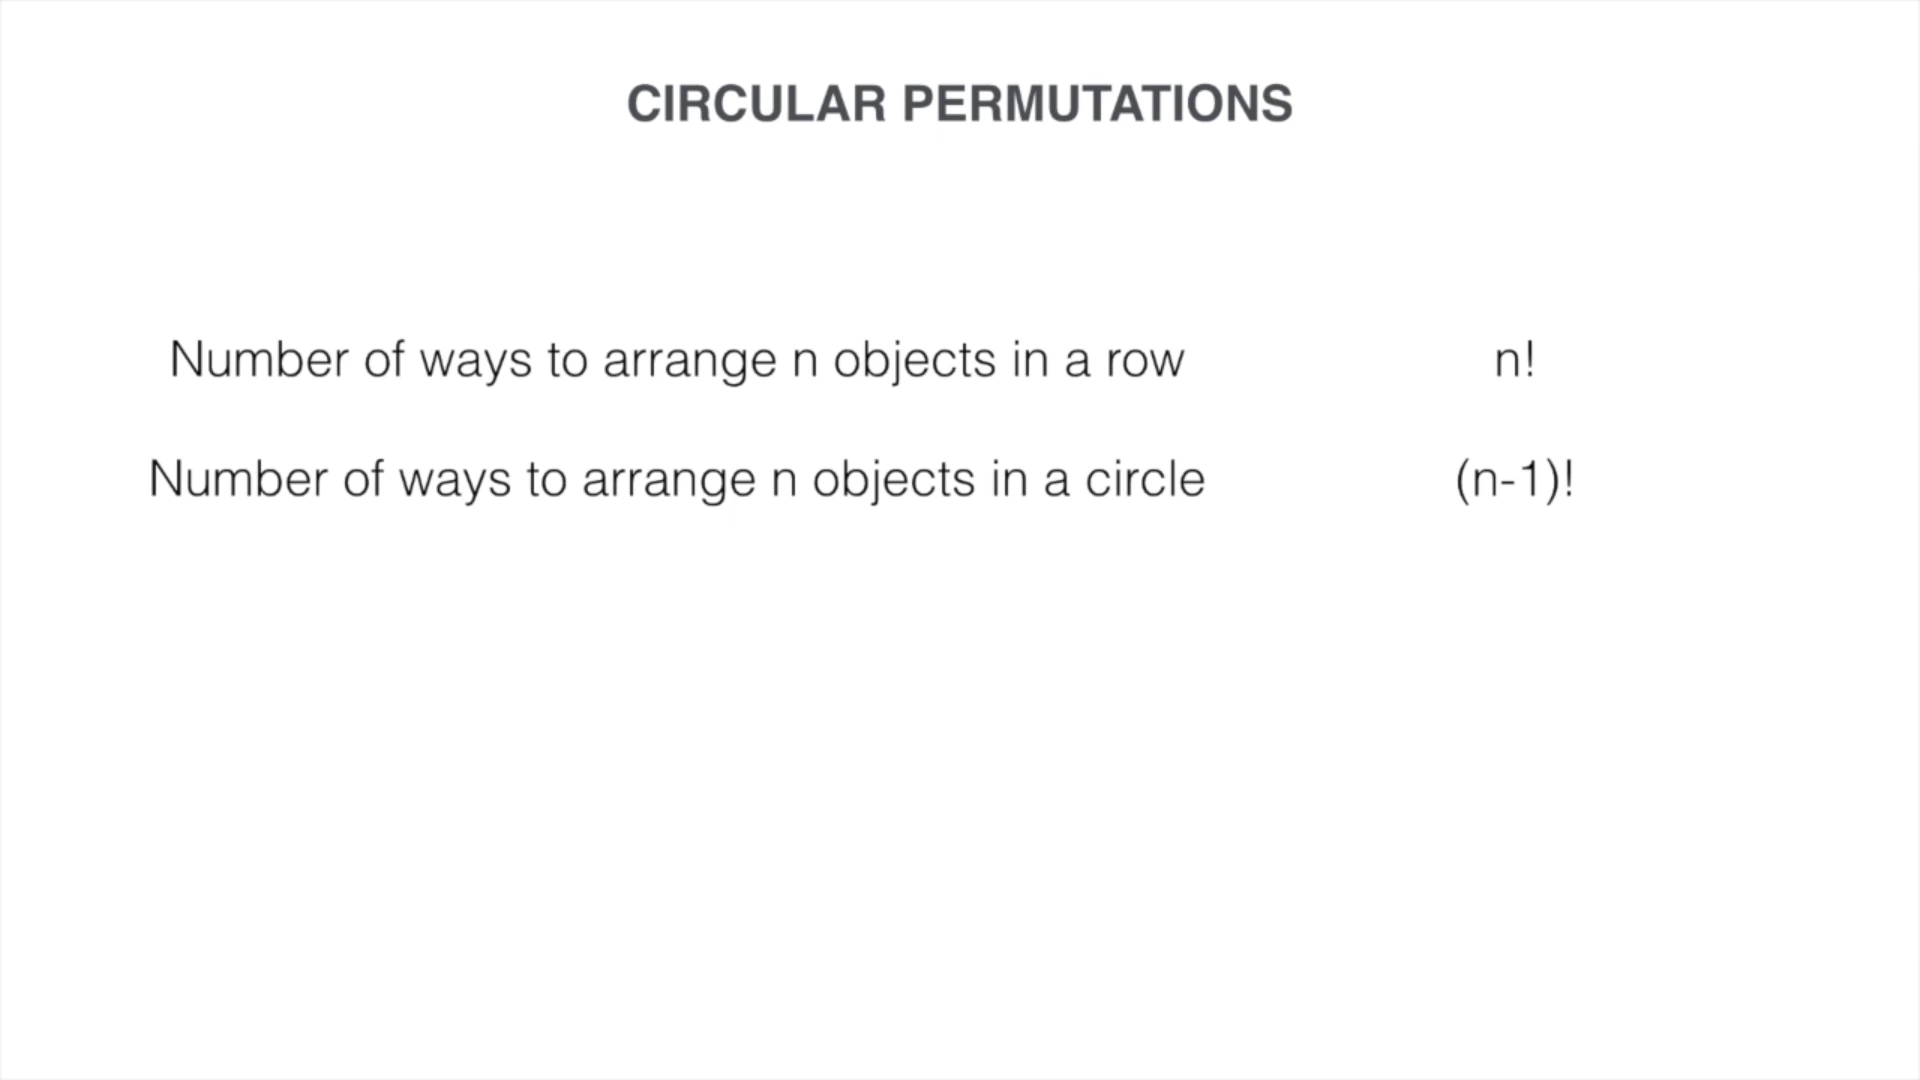 CIRCULAR PERMUTATIONS
Number of ways to arrange n objects in a row n!
Number of ways to arrange n objects in a circle (n-1)!